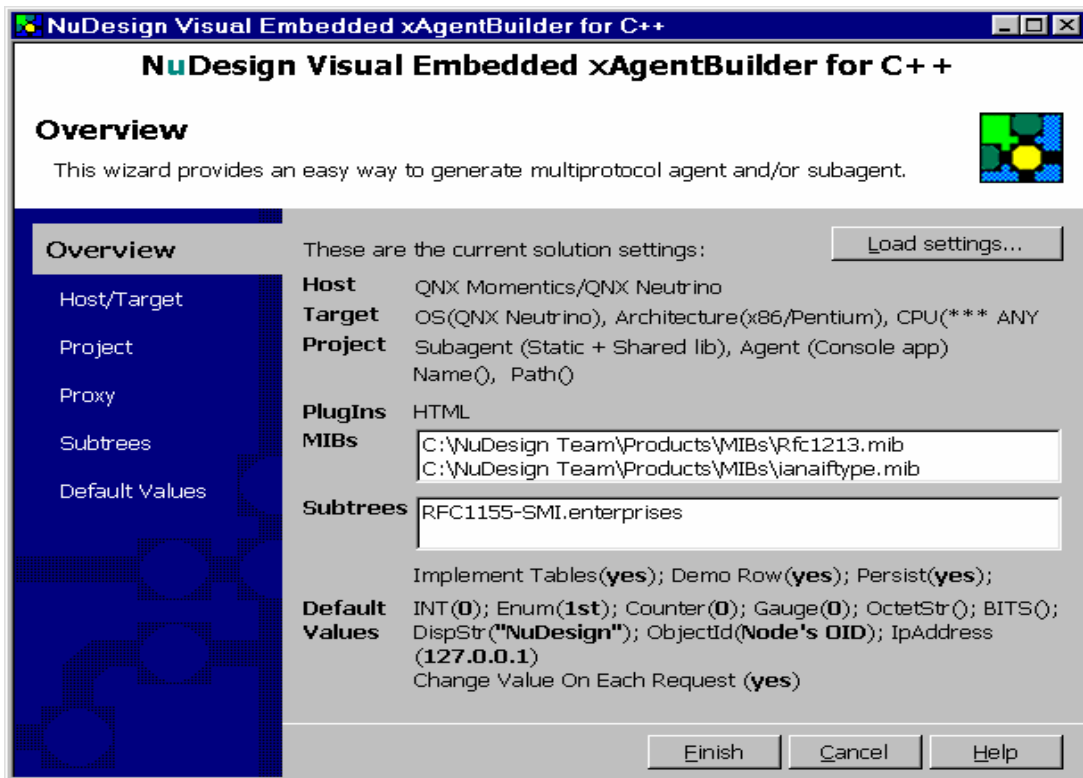 NuDesign Visual Embedded xAgentBuilder for C++
NuDesign Visual Embedded xAgentBuilder for C++
Overview
This wizard provides an easy way to generate multiprotocol agent and/or subagent.
Overview
Host/Target
Project
Proxy
Subtrees
Default Values
These are the current solution settings:
Load settings...
Host QNX Momentics/QNX Neutrino
Target OS(QNX Neutrino), Architecture(x86/Pentium), CPU(*** ANY
Project Subagent (Static + Shared lib), Agent (Console app)
Name(), Path()
PlugIns HTML
MIBs C:\NuDesign Team\Products\MIBs\Rfc1213.mib
C:\NuDesign Team\Products\MIBs\ianaiftype.mib
Subtrees RFC1155-SMI.enterprises
Implement Tables(yes); Demo Row(yes); Persist(yes);
Default INT(0); Enum(1st); Counter(0); Gauge(0); OctetStr(); BITS();
Values DispStr("NuDesign"); ObjectId(Node's OID); IpAddress
(127.0.0.1)
Change Value On Each Request (yes)
Finish Cancel Help